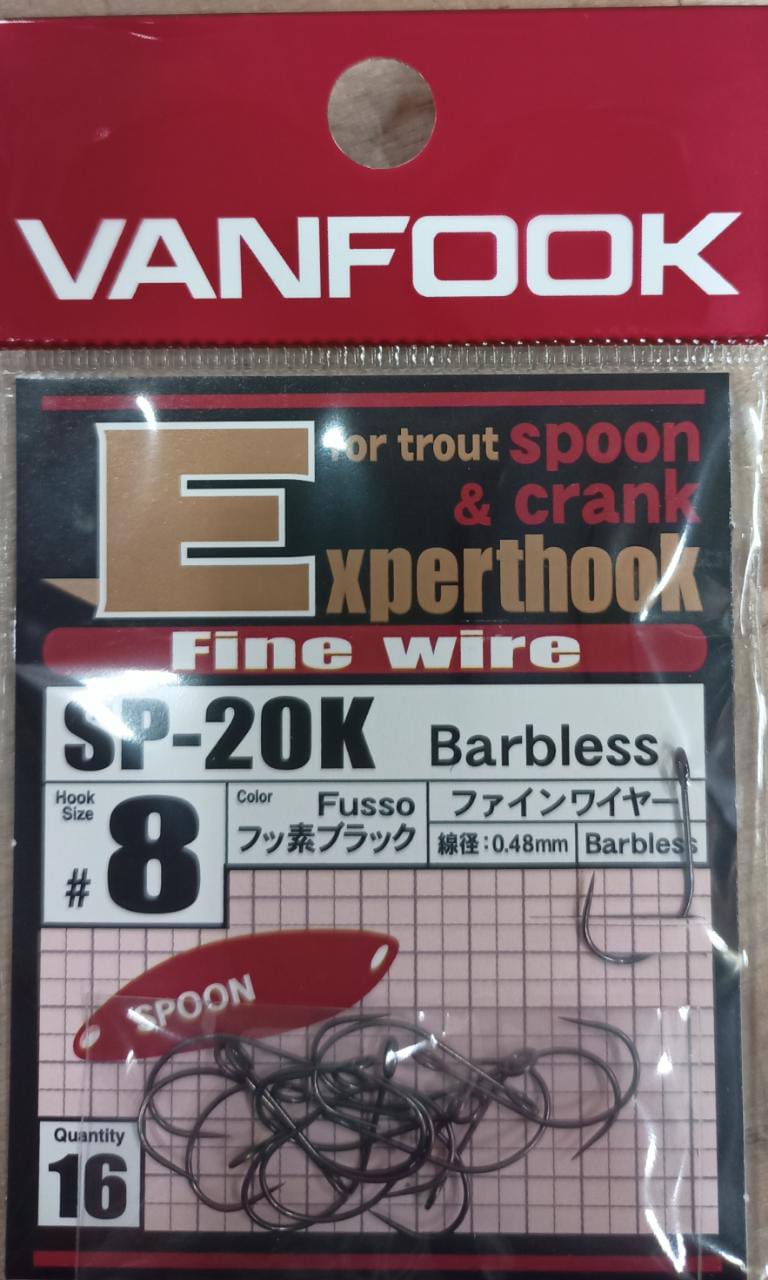 VANFOOK
For trout spoon
& crank
Experthook
Fine wire
SP-20K Barbless
Hook
Size
# 8
Color Fusso
フッ素ブラック
ファインワイヤー
線径:0.48mm Barbless
SPOON
Quantity
16